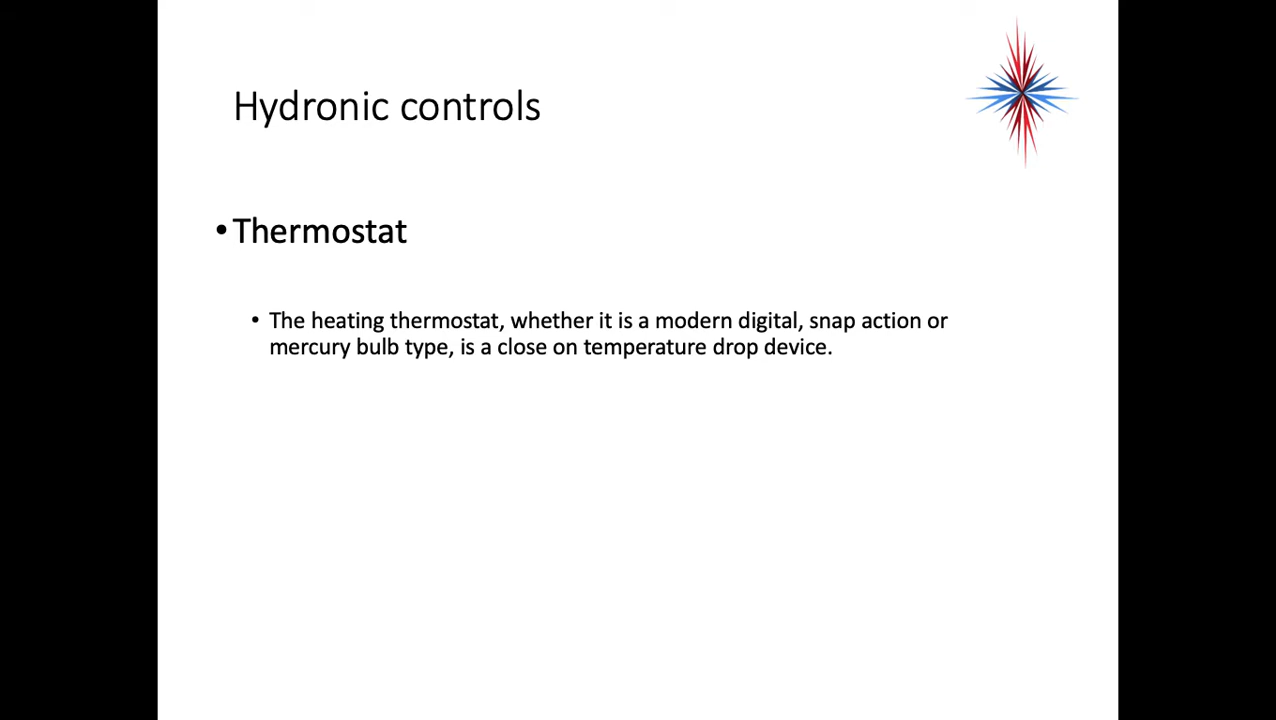 Hydronic controls
• Thermostat
• The heating thermostat, whether it is a modern digital, snap action or
mercury bulb type, is a close on temperature drop device.